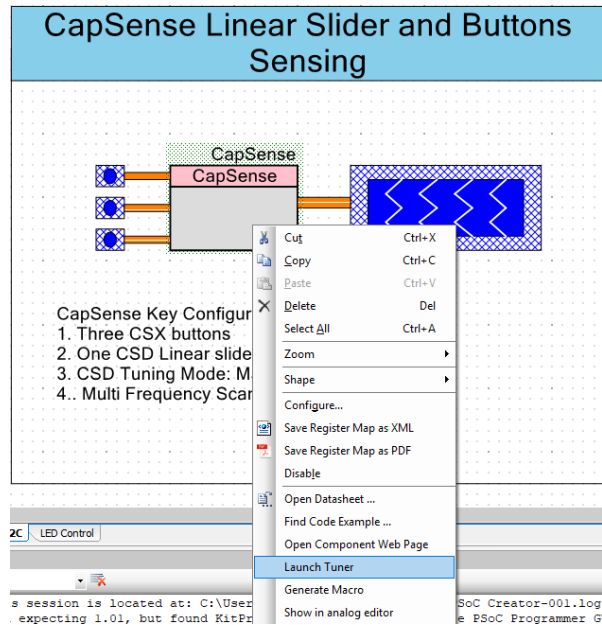 CapSense Linear Slider and Buttons
Sensing
CapSense
CapSense
Cut Ctrl+X
Copy Ctrl+C
Paste Ctrl+V
Delete Del
Select All Ctrl+A
Zoom
Shape
Configure...
Save Register Map as XML
Save Register Map as PDF
Disable
Open Datasheet ...
Find Code Example ...
Open Component Web Page
Launch Tuner
Generate Macro
Show in analog editor
CapSense Key Configur
1. Three CSX buttons
2. One CSD Linear slide
3. CSD Tuning Mode: M
4.. Multi Frequency Scan
2C LED Control
s session is located at: C:\User SoC Creator-001.log
expecting 1.01, but found KitPr e PSoC Programmer G